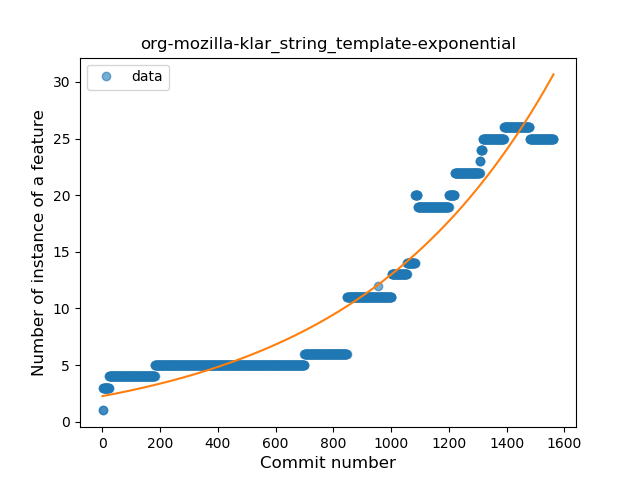 org-mozilla-klar_string_template-exponential
data
Number of instance of a feature
30
25
20
15
10
5
0
0 200 400 600 800 1000 1200 1400 1600
Commit number